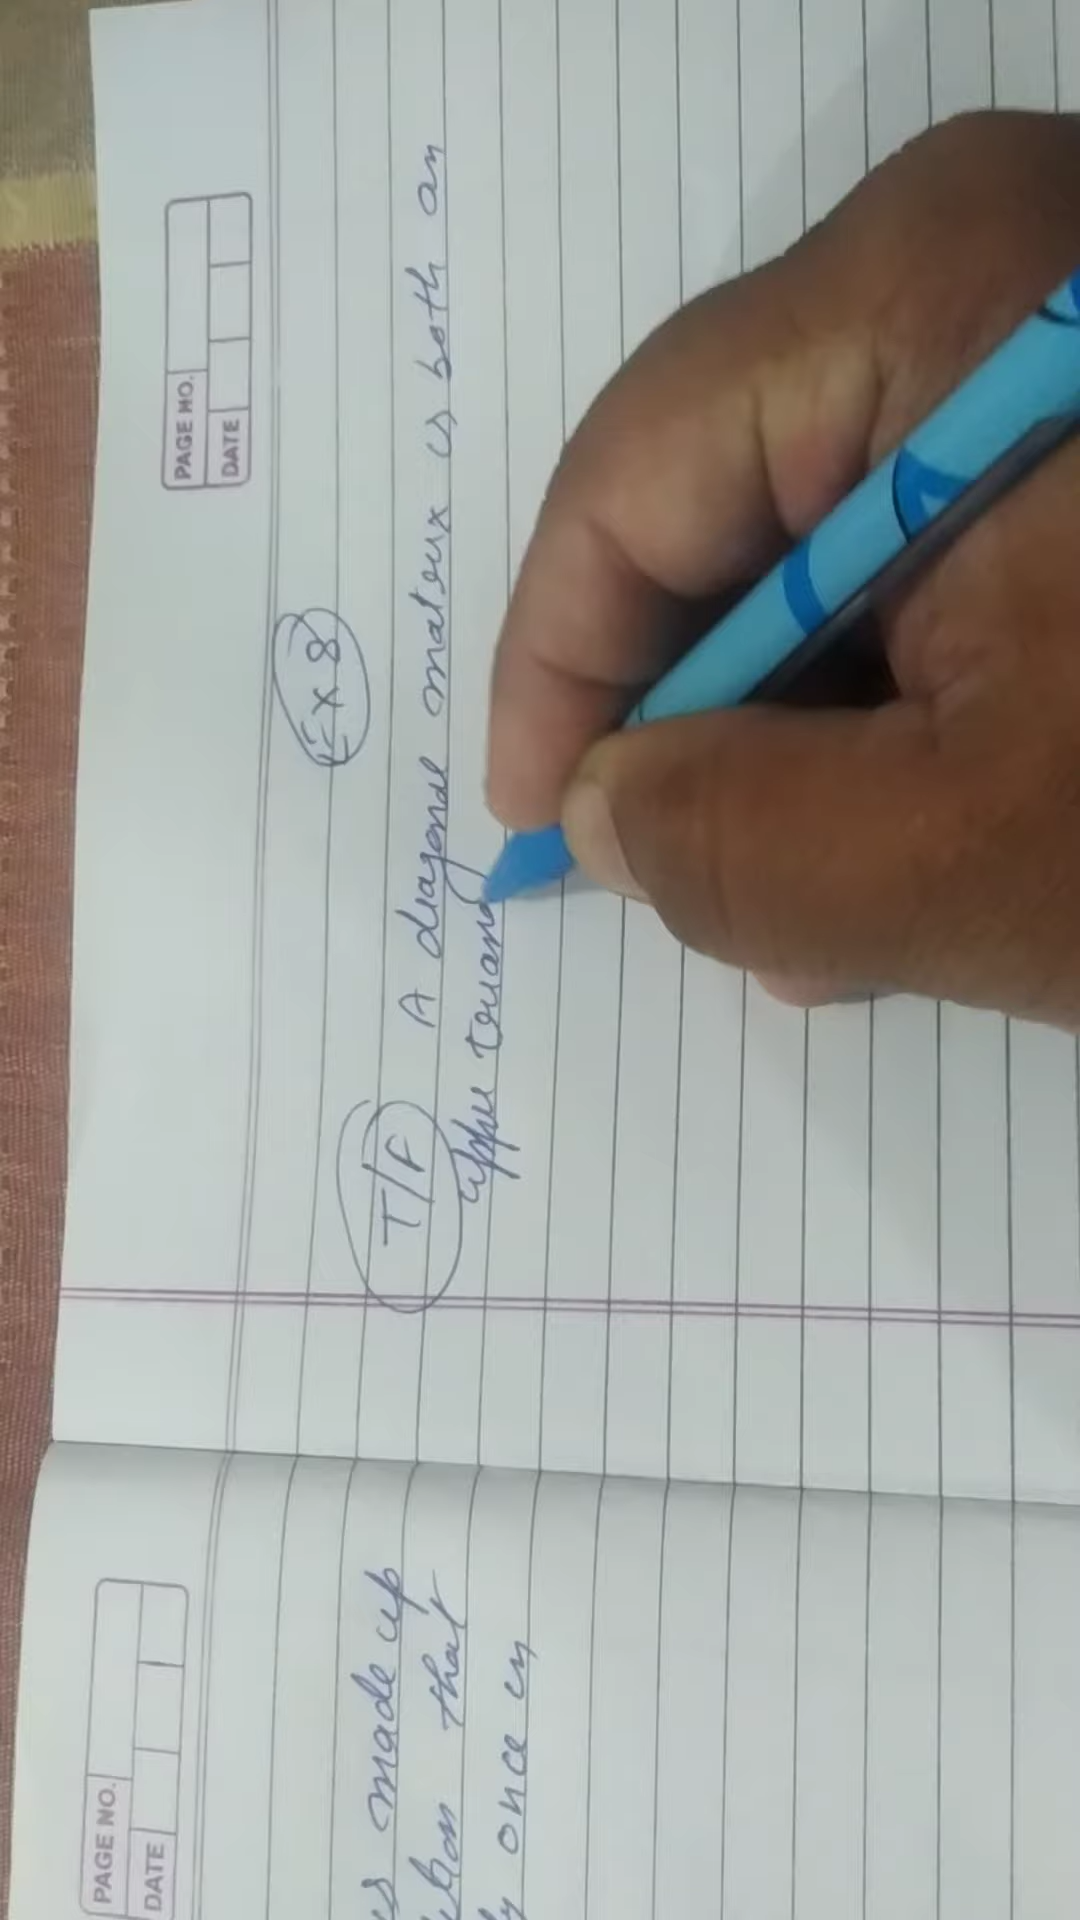 PAGE NO.
DATE
Ex 8
T/F A diagonal matrix is both an
upper triang
PAGE NO.
DATE
made up
that
once in